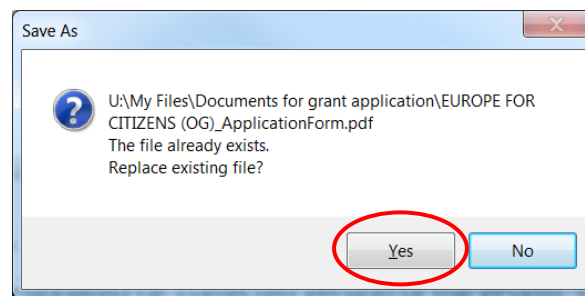 Save As
U:\My Files\Documents for grant application\EUROPE FOR
CITIZENS (OG)_ApplicationForm.pdf
The file already exists.
Replace existing file?
Yes
No